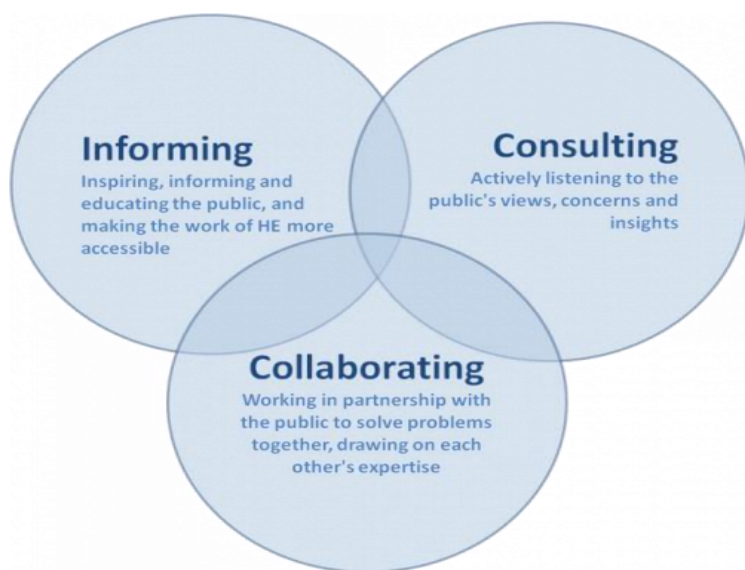 Informing
Inspiring, informing and
educating the public, and
making the work of HE more
accessible
Consulting
Actively listening to the
public's views, concerns and
insights
Collaborating
Working in partnership with
the public to solve problems
together, drawing on each
other's expertise